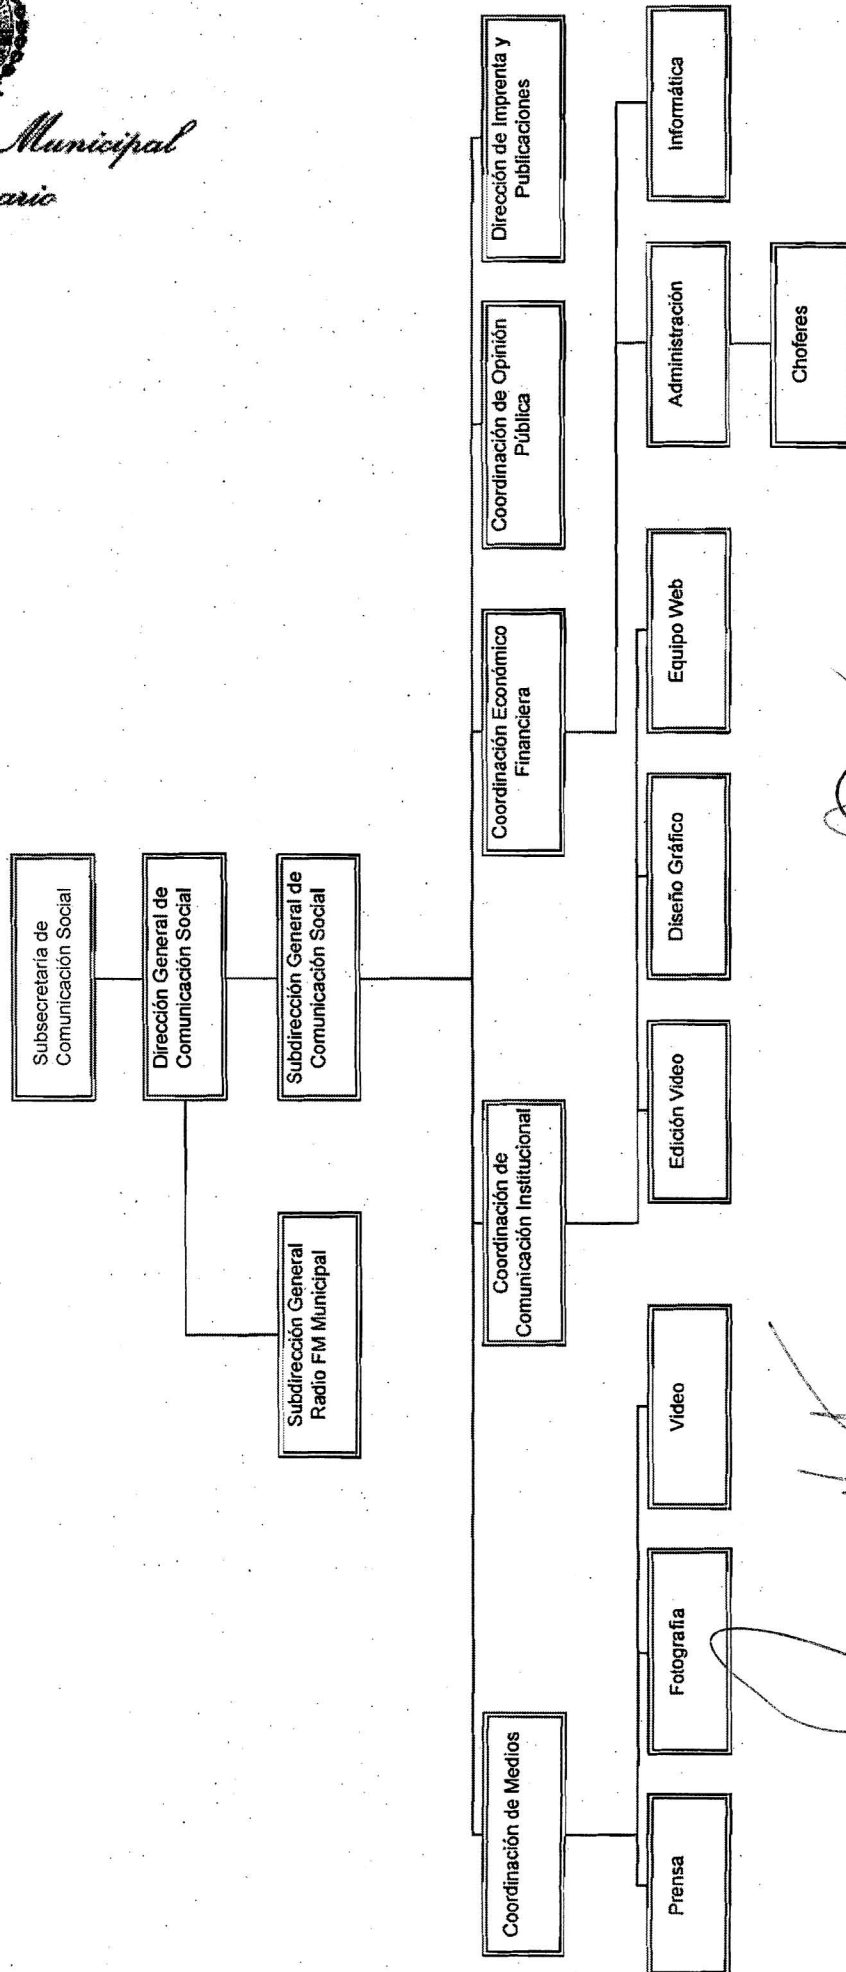 Municipal
Subsecretaría de
Comunicación Social
Dirección General de
Comunicación Social
Subdirección General
Radio FM Municipal
Subdirección General de
Comunicación Social
Coordinación de Medios
Coordinación de
Comunicación Institucional
Coordinación Económico
Financiera
Coordinación de Opinión
Pública
Dirección de Imprenta y
Publicaciones
Prensa
Fotografía
Video
Edición Video
Diseño Gráfico
Equipo Web
Administración
Informática
Choferes